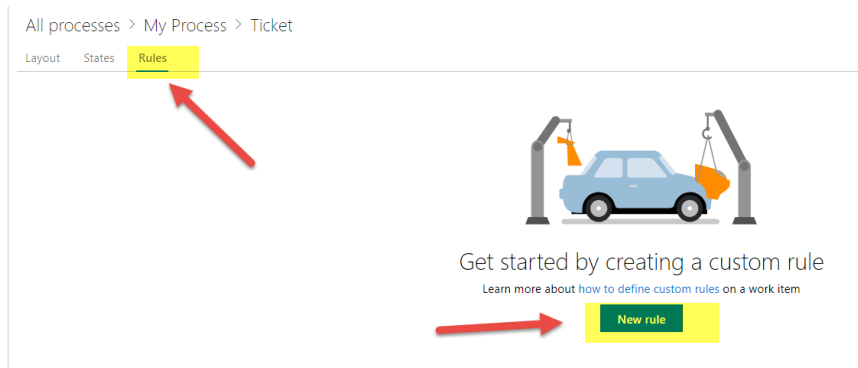 All processes > My Process > Ticket
Layout States Rules
Get started by creating a custom rule
Learn more about how to define custom rules on a work item
New rule